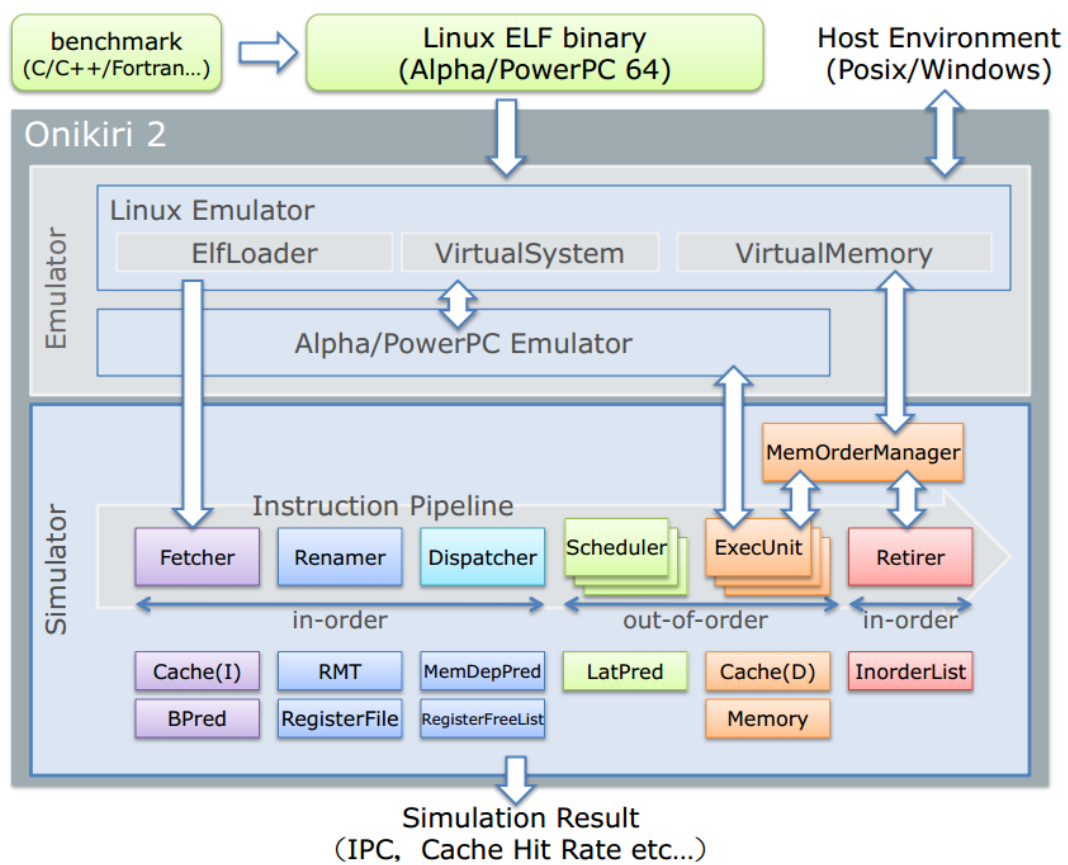 benchmark
(C/C++/Fortran...)
Linux ELF binary
(Alpha/PowerPC 64)
Host Environment
(Posix/Windows)
Onikiri 2
Emulator
Linux Emulator
ElfLoader
VirtualSystem
VirtualMemory
Alpha/PowerPC Emulator
Simulator
MemOrderManager
Instruction Pipeline
Fetcher
Renamer
Dispatcher
Scheduler
ExecUnit
Retirer
in-order
out-of-order
in-order
Cache(I)
RMT
MemDepPred
LatPred
Cache(D)
InorderList
BPred
RegisterFile
RegisterFreeList
Memory
Simulation Result
(IPC, Cache Hit Rate etc...)